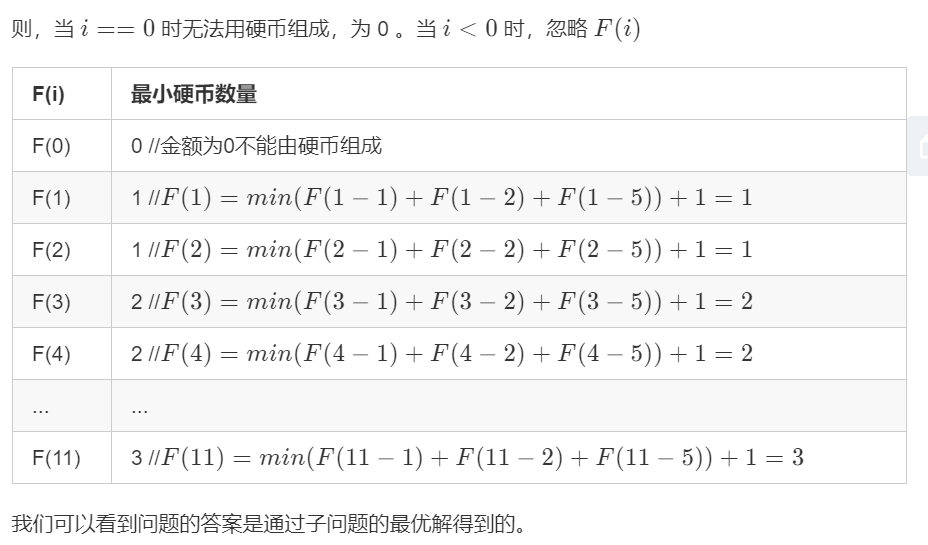 则，当 i == 0 时无法用硬币组成，为 0 。当 i < 0 时，忽略 F(i)
F(i) 最小硬币数量
F(0) 0 //金额为0不能由硬币组成
F(1) 1 //F(1) = min(F(1 − 1) + F(1 − 2) + F(1 − 5)) + 1 = 1
F(2) 1 //F(2) = min(F(2 − 1) + F(2 − 2) + F(2 − 5)) + 1 = 1
F(3) 2 //F(3) = min(F(3 − 1) + F(3 − 2) + F(3 − 5)) + 1 = 2
F(4) 2 //F(4) = min(F(4 − 1) + F(4 − 2) + F(4 − 5)) + 1 = 2
... ...
F(11) 3 //F(11) = min(F(11 − 1) + F(11 − 2) + F(11 − 5)) + 1 = 3
我们可以看到问题的答案是通过子问题的最优解得到的。